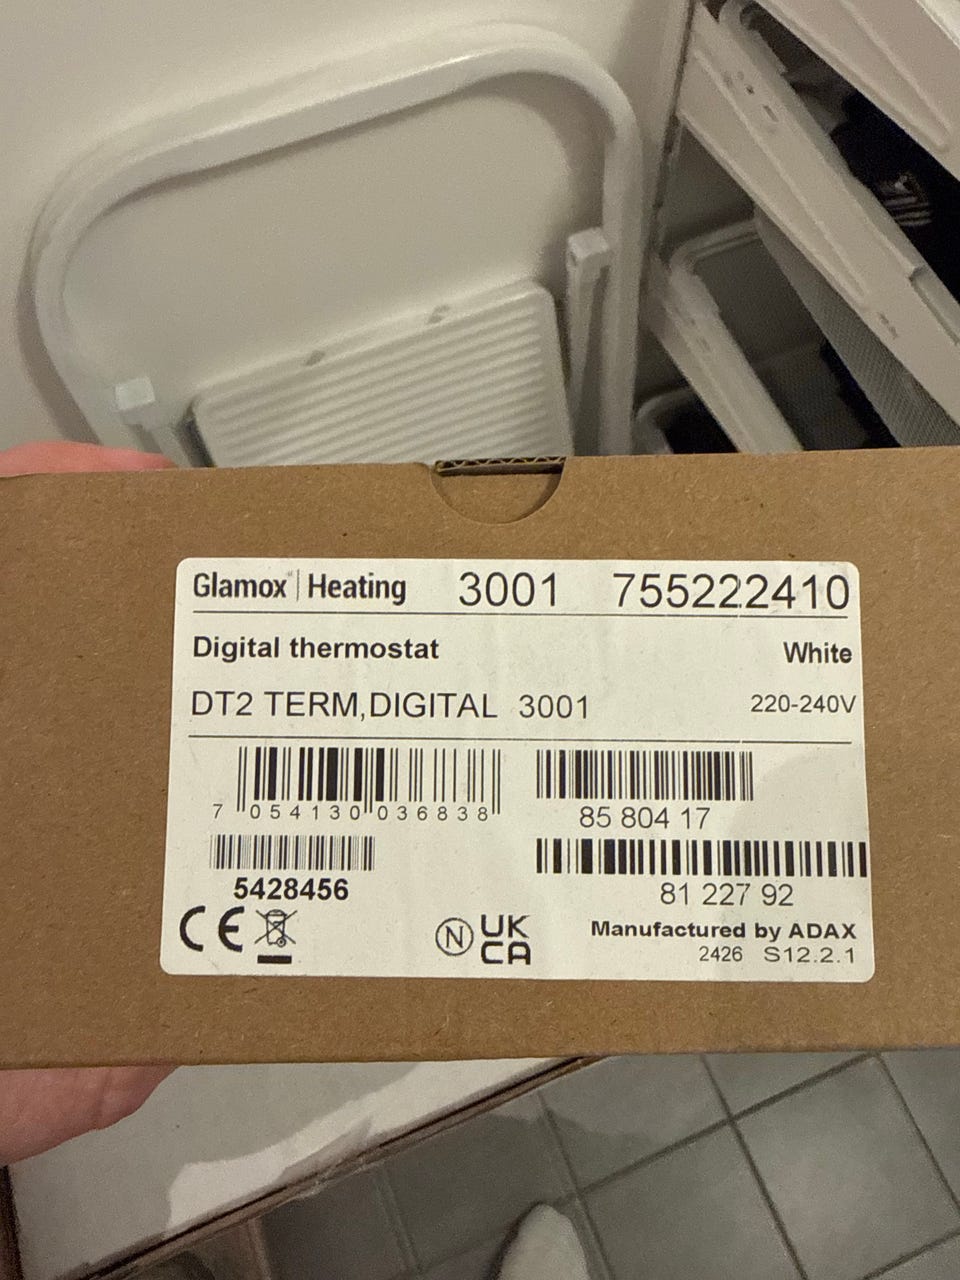 Glamox | Heating 3001 755222410
Digital thermostat White
DT2 TERM,DIGITAL 3001 220-240V
7 054130 036838
85 804 17
5428456
81 227 92
CE N UK CA
Manufactured by ADAX
2426 S12.2.1